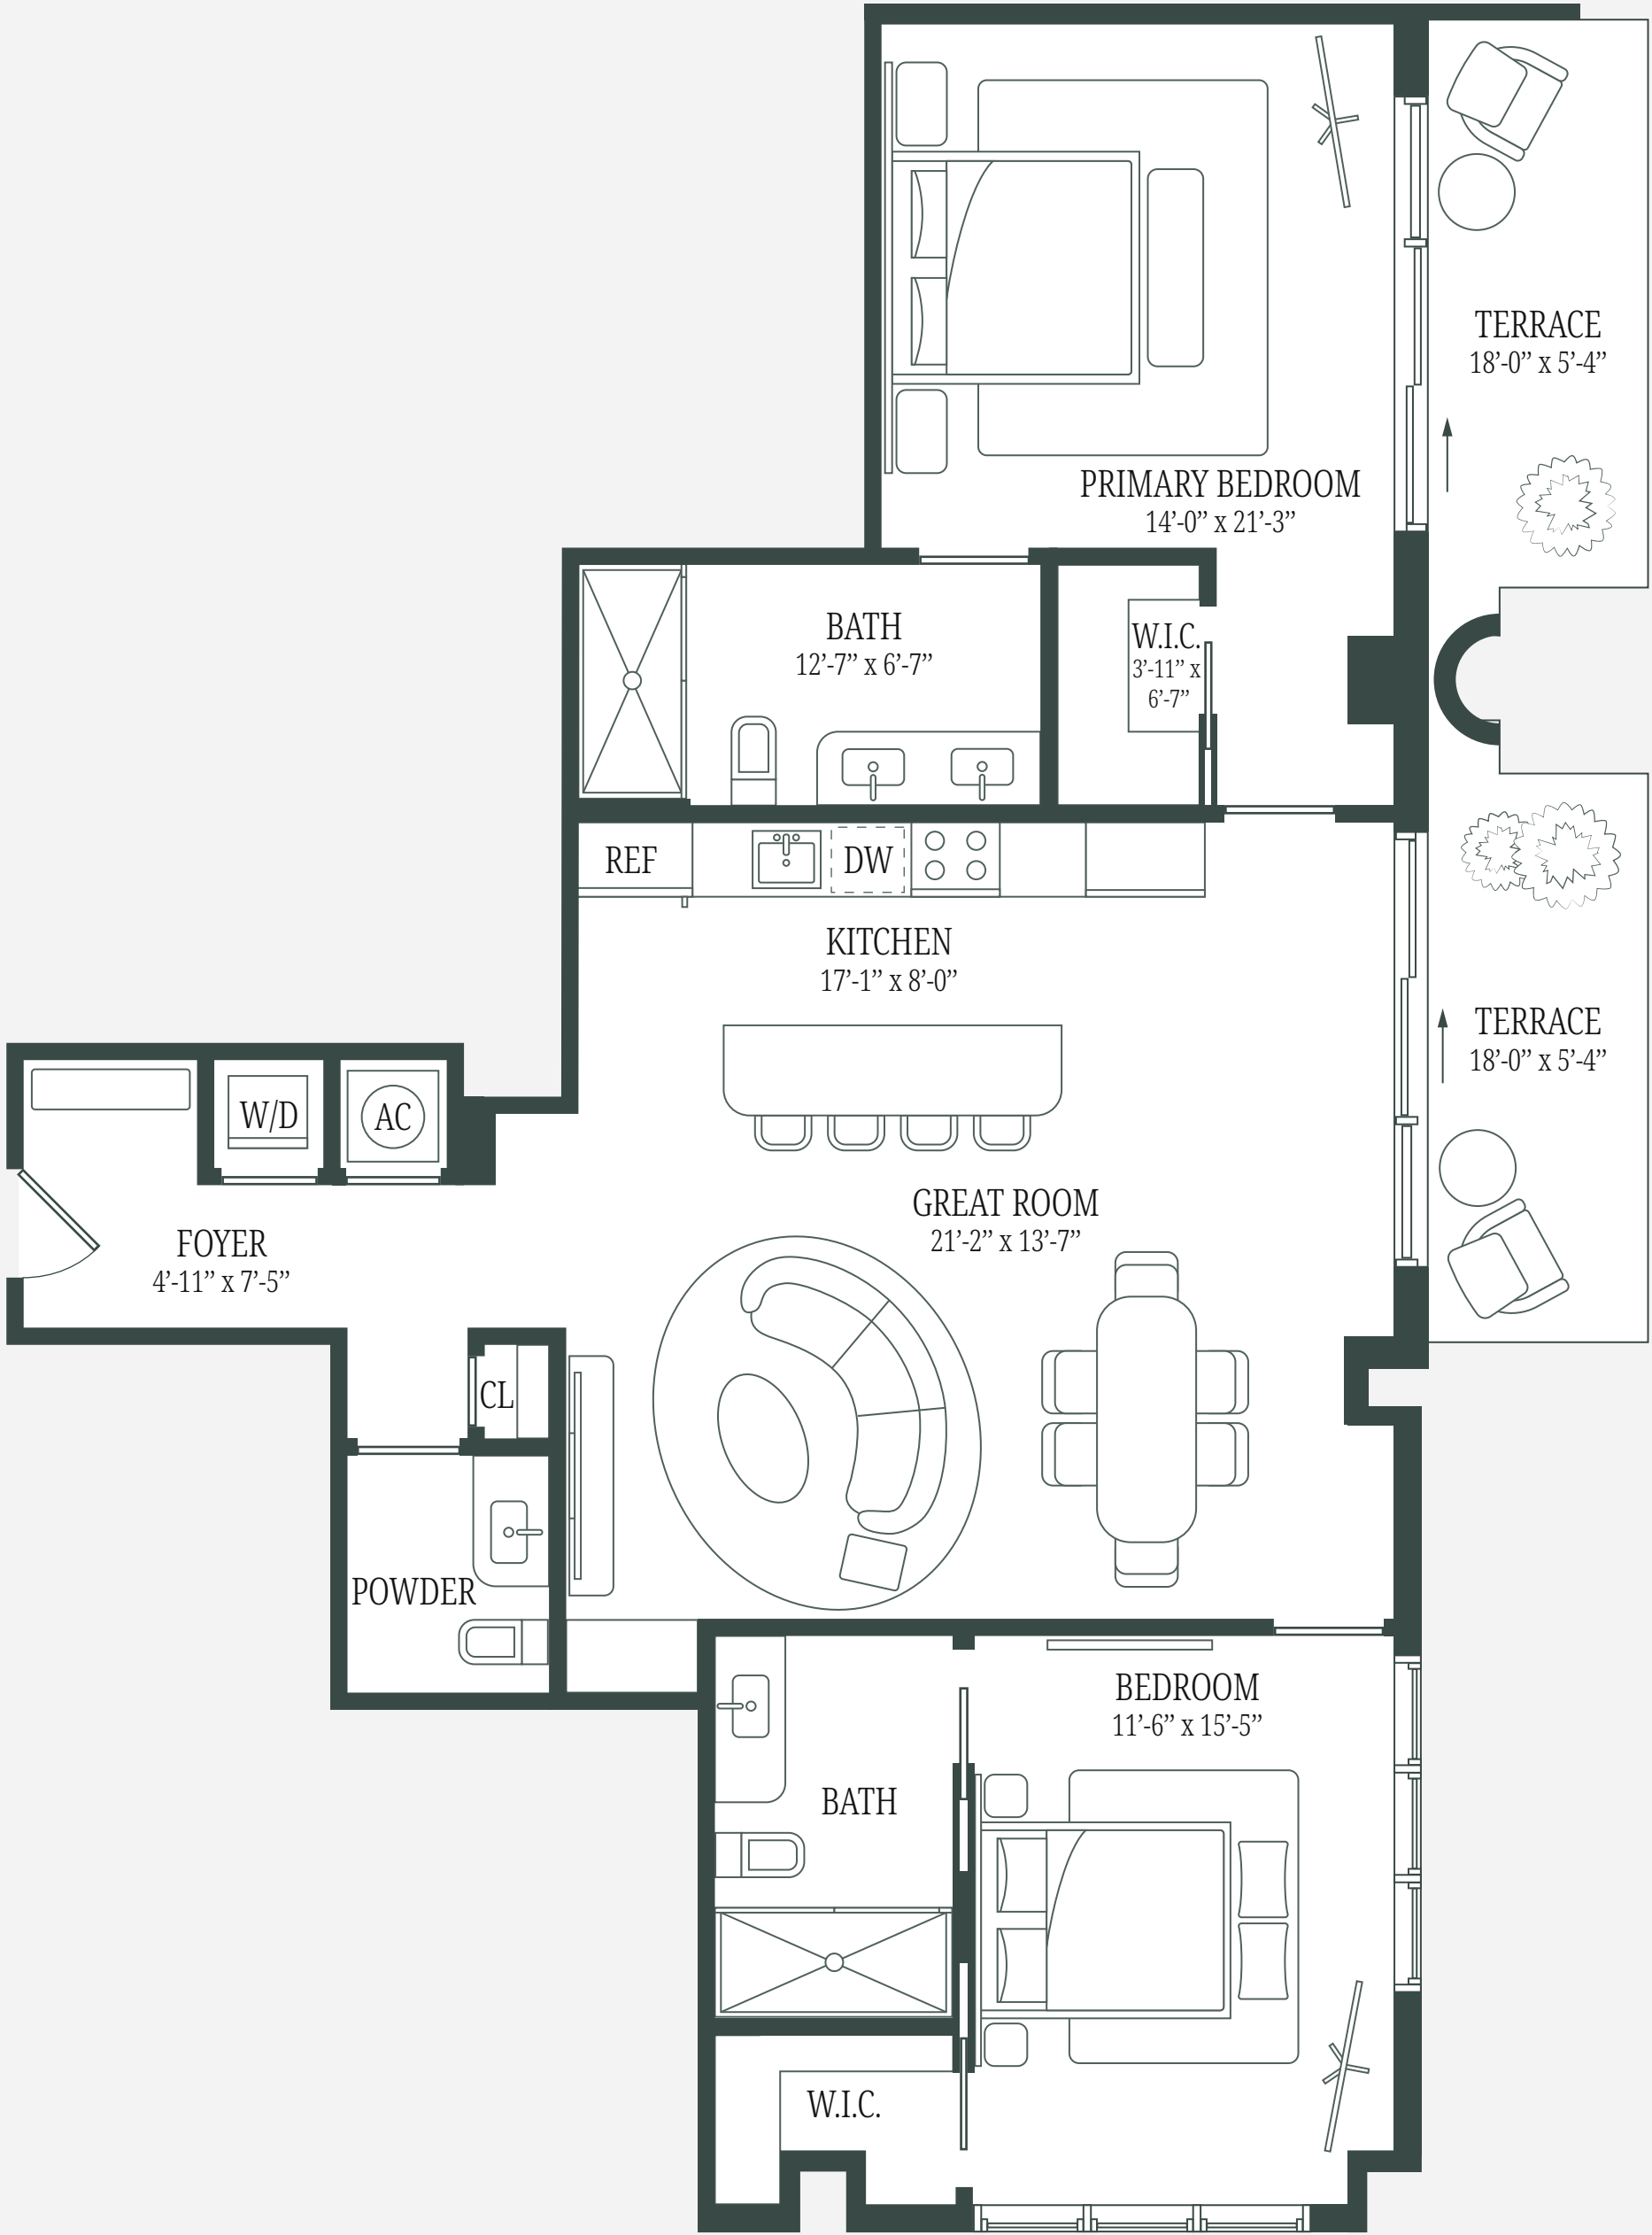 TERRACE
18’-0’’ x 5’-4’’
PRIMARY BEDROOM
14’-0’’ x 21’-3’’
BATH
12’-7’’ x 6’-7’’
W.I.C.
3’-11’’ x
6’-7’’
REF
DW
KITCHEN
17’-1’’ x 8’-0’’
TERRACE
18’-0’’ x 5’-4’’
W/D
AC
GREAT ROOM
21’-2’’ x 13’-7’’
FOYER
4’-11’’ x 7’-5’’
CL
POWDER
BEDROOM
11’-6’’ x 15’-5’’
BATH
W.I.C.